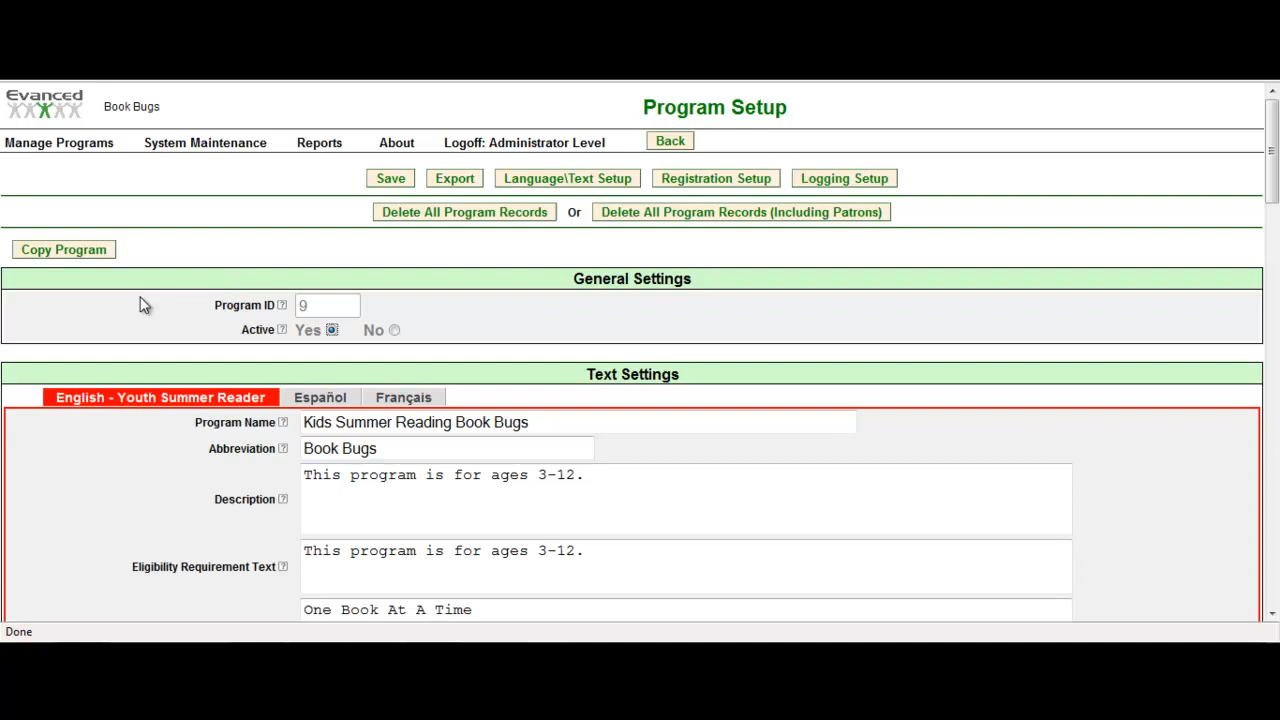 Evanced
Book Bugs
Program Setup
Manage Programs System Maintenance Reports About Logoff: Administrator Level Back
Save Export Language\Text Setup Registration Setup Logging Setup
Delete All Program Records Or Delete All Program Records (Including Patrons)
Copy Program
General Settings
Program ID ? 9
Active ? Yes No
Text Settings
English - Youth Summer Reader Español Français
Program Name ? Kids Summer Reading Book Bugs
Abbreviation ? Book Bugs
Description ? This program is for ages 3-12.
Eligibility Requirement Text ? This program is for ages 3-12.
One Book At A Time
Done